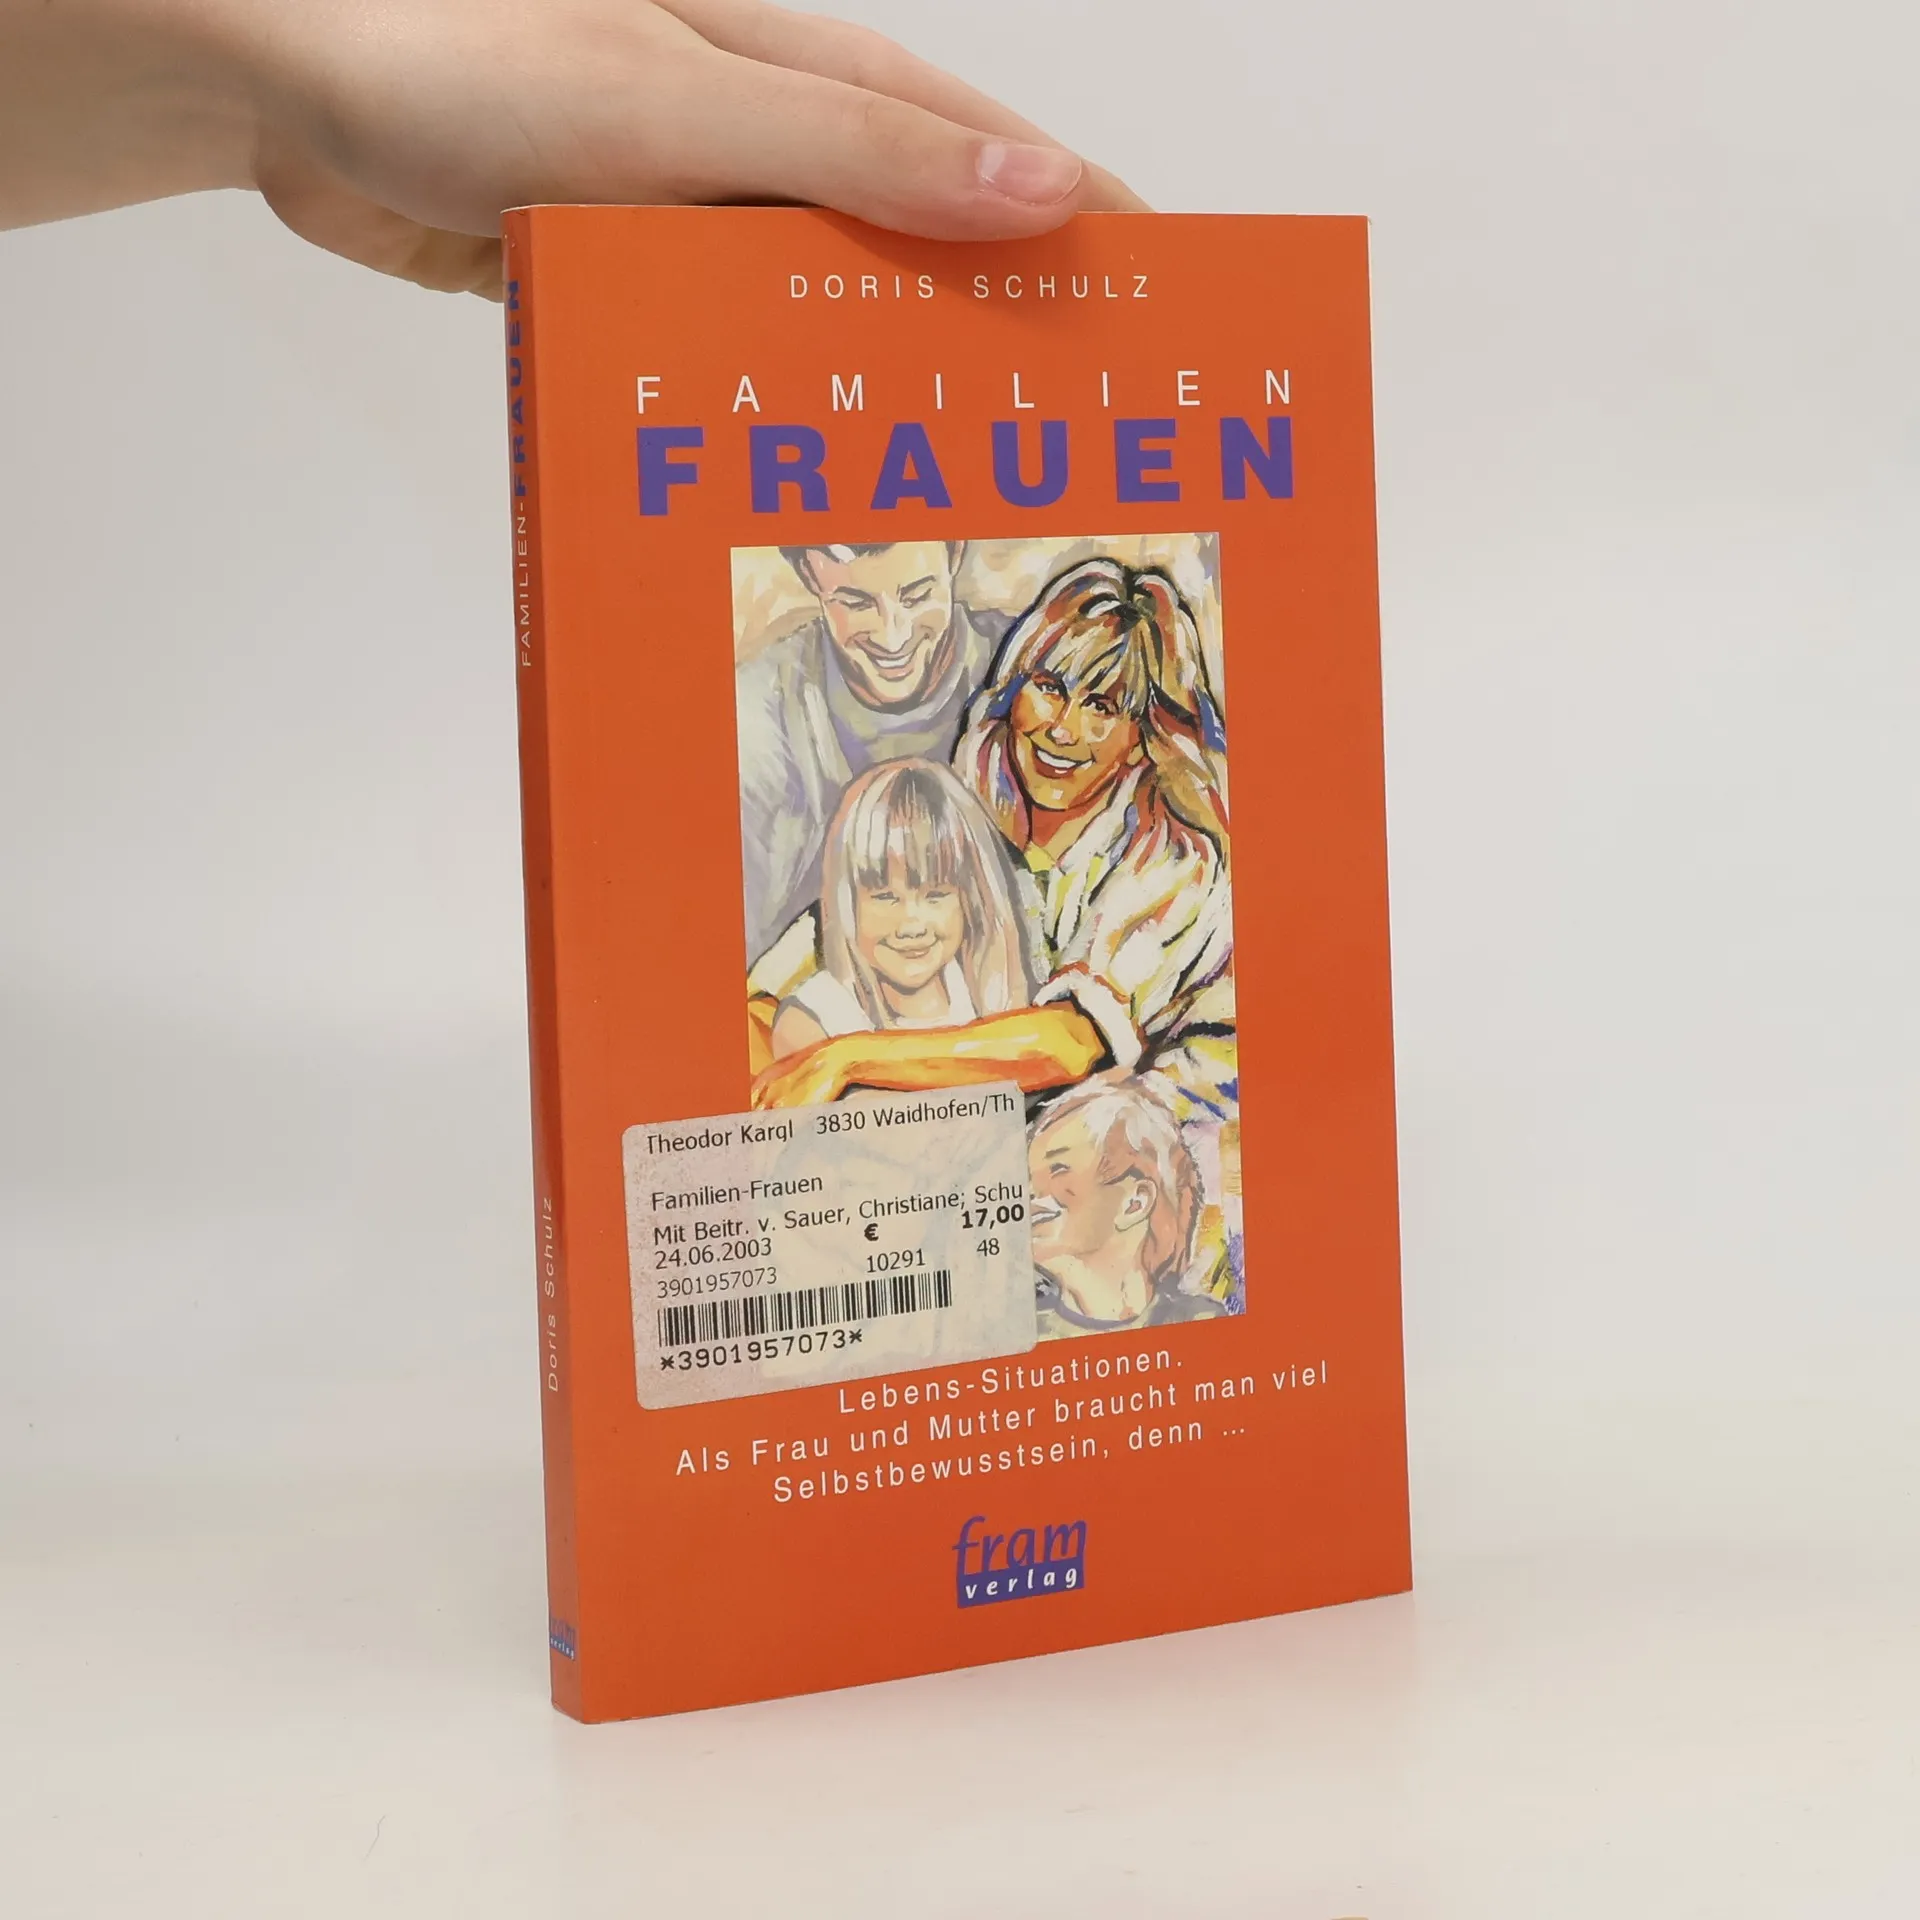 DORIS SCHULZ
FAMILIEN
FRAUEN
Theodor Kargl 3830 Waidhofen/Th
Familien-Frauen
Mit Beitr. v. Sauer, Christiane; Schu
24.06.2003 € 17,00
3901957073 10291 48
*3901957073*
Lebens-Situationen.
Als Frau und Mutter braucht man viel
Selbstbewusstsein, denn ...
fram
verlag
FAMILIEN-FRAUEN
Doris Schulz
verlag